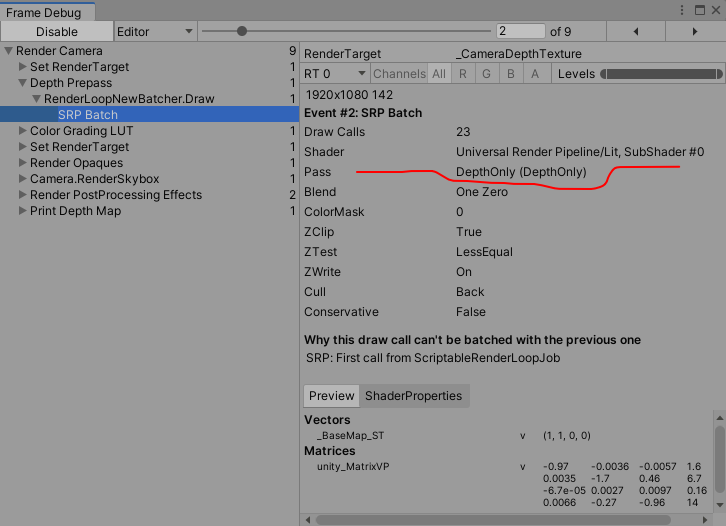 Frame Debug
Disable Editor 2 of 9
Render Camera 9
Set RenderTarget 1
Depth Prepass 1
RenderLoopNewBatcher.Draw 1
SRP Batch
Color Grading LUT 1
Set RenderTarget 1
Render Opaques 1
Camera.RenderSkybox 1
Render PostProcessing Effects 2
Print Depth Map 1
RenderTarget _CameraDepthTexture
RT 0 Channels All R G B A Levels
1920x1080 142
Event #2: SRP Batch
Draw Calls 23
Shader Universal Render Pipeline/Lit, SubShader #0
Pass DepthOnly (DepthOnly)
Blend One Zero
ColorMask 0
ZClip True
ZTest LessEqual
ZWrite On
Cull Back
Conservative False
Why this draw call can't be batched with the previous one
SRP: First call from ScriptableRenderLoopJob
Preview ShaderProperties
Vectors
_BaseMap_ST v (1, 1, 0, 0)
Matrices
unity_MatrixVP v -0.97 -0.0036 -0.0057 1.6
0.0035 -1.7 0.46 6.7
-6.7e-05 0.0027 0.0097 0.16
0.0066 -0.27 -0.96 14